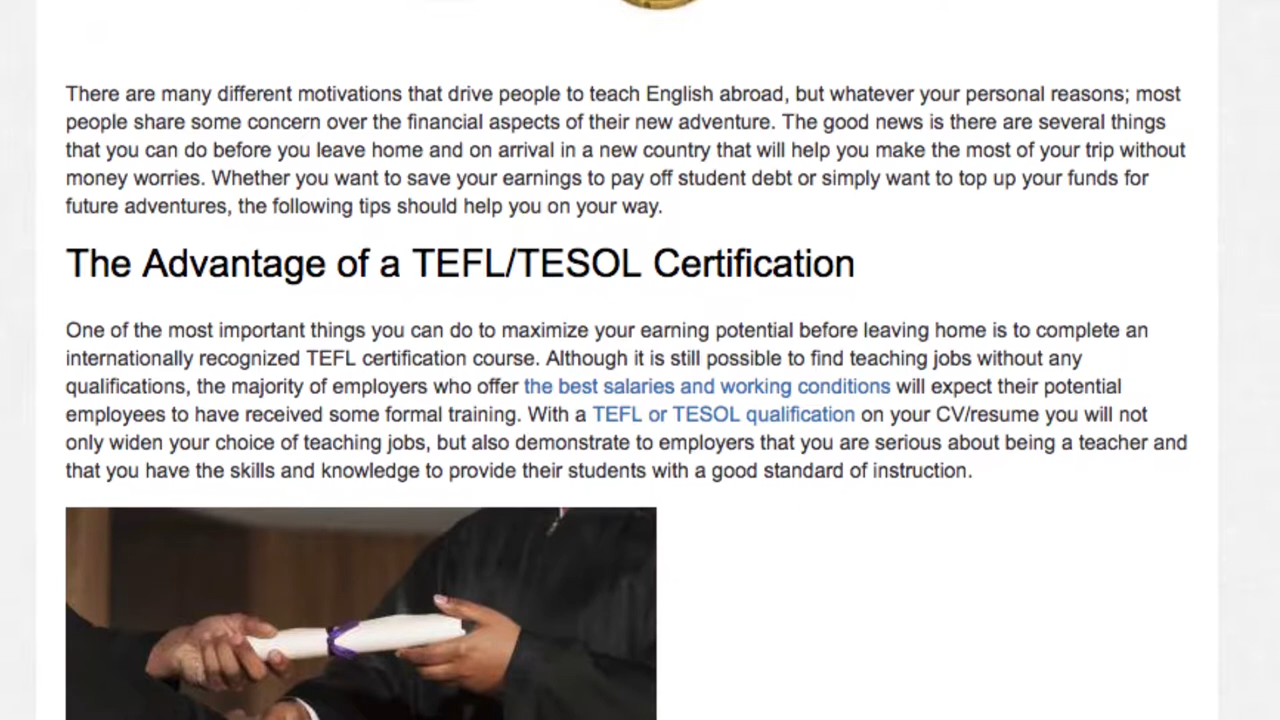 There are many different motivations that drive people to teach English abroad, but whatever your personal reasons; most
people share some concern over the financial aspects of their new adventure. The good news is there are several things
that you can do before you leave home and on arrival in a new country that will help you make the most of your trip without
money worries. Whether you want to save your earnings to pay off student debt or simply want to top up your funds for
future adventures, the following tips should help you on your way.
The Advantage of a TEFL/TESOL Certification
One of the most important things you can do to maximize your earning potential before leaving home is to complete an
internationally recognized TEFL certification course. Although it is still possible to find teaching jobs without any
qualifications, the majority of employers who offer the best salaries and working conditions will expect their potential
employees to have received some formal training. With a TEFL or TESOL qualification on your CV/resume you will not
only widen your choice of teaching jobs, but also demonstrate to employers that you are serious about being a teacher and
that you have the skills and knowledge to provide their students with a good standard of instruction.